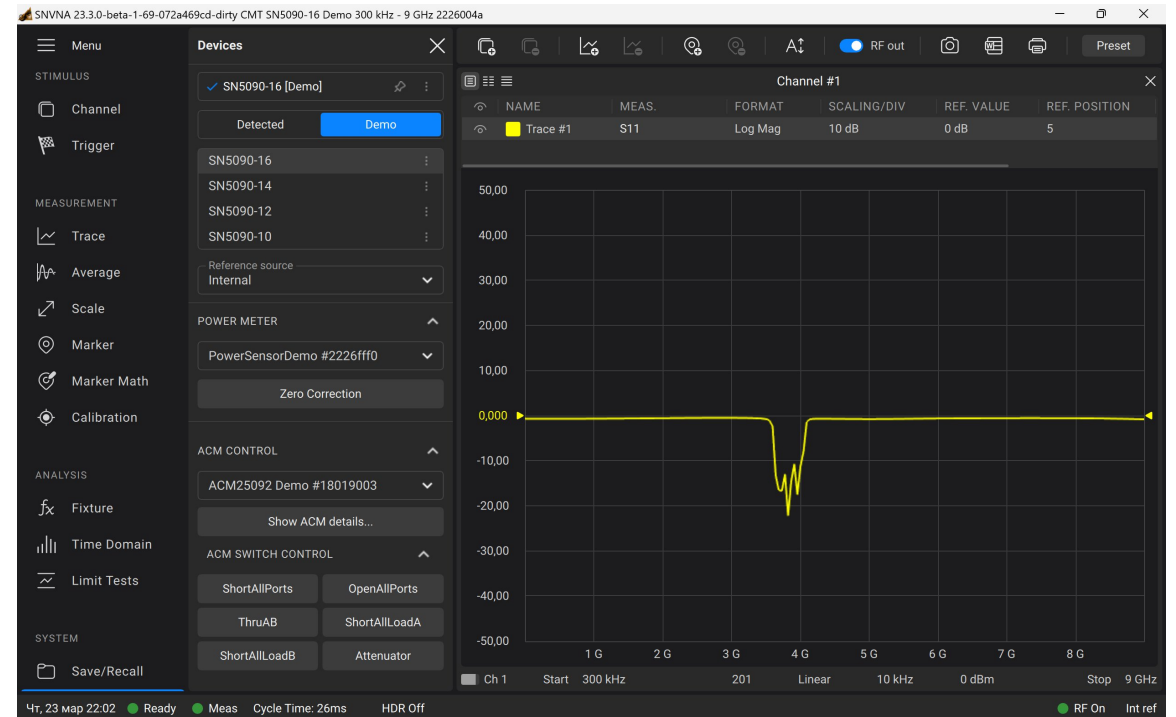 SNVNA 23.3.0-beta-1-69-072a469cd-dirty CMT SN5090-16 Demo 300 kHz - 9 GHz 2226004a
Menu
STIMULUS
Channel
Trigger
MEASUREMENT
Trace
Average
Scale
Marker
Marker Math
Calibration
ANALYSIS
Fixture
Time Domain
Limit Tests
SYSTEM
Save/Recall
Devices
SN5090-16 [Demo]
Detected Demo
SN5090-16
SN5090-14
SN5090-12
SN5090-10
Reference source
Internal
POWER METER
PowerSensorDemo #2226fff0
Zero Correction
ACM CONTROL
ACM25092 Demo #18019003
Show ACM details...
ACM SWITCH CONTROL
ShortAllPorts OpenAllPorts
ThruAB ShortAllLoadA
ShortAllLoadB Attenuator
RF out Preset
Channel #1
NAME MEAS. FORMAT SCALING/DIV REF. VALUE REF. POSITION
Trace #1 S11 Log Mag 10 dB 0 dB 5
50,00
40,00
30,00
20,00
10,00
0,000
-10,00
-20,00
-30,00
-40,00
-50,00
1 G 2 G 3 G 4 G 5 G 6 G 7 G 8 G
Ch 1 Start 300 kHz 201 Linear 10 kHz 0 dBm Stop 9 GHz
Чт, 23 мар 22:02 Ready Meas Cycle Time: 26ms HDR Off RF On Int ref